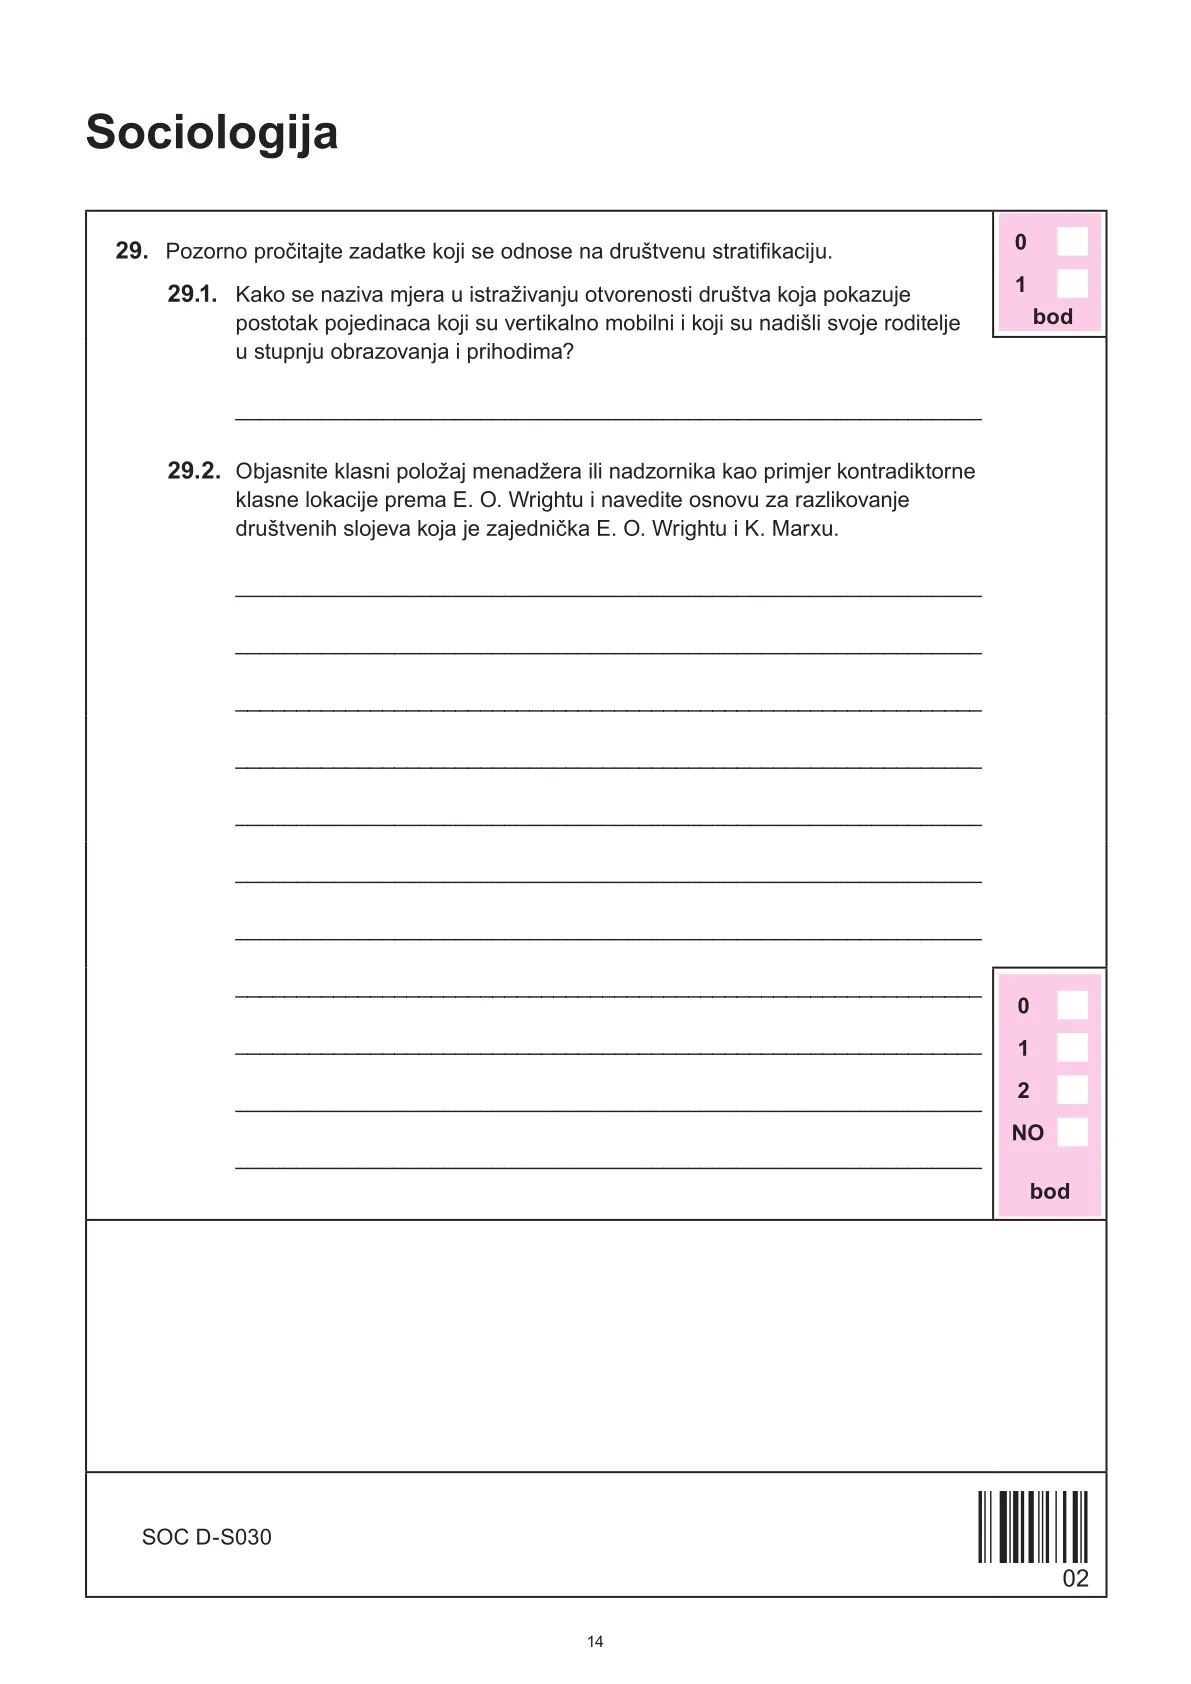 Sociologija
29. Pozorno pročitajte zadatke koji se odnose na društvenu stratifikaciju.
0
1
bod
29.1. Kako se naziva mjera u istraživanju otvorenosti društva koja pokazuje
postotak pojedinaca koji su vertikalno mobilni i koji su nadišli svoje roditelje
u stupnju obrazovanja i prihodima?
29.2. Objasnite klasni položaj menadžera ili nadzornika kao primjer kontradiktorne
klasne lokacije prema E. O. Wrightu i navedite osnovu za razlikovanje
društvenih slojeva koja je zajednička E. O. Wrightu i K. Marxu.
0
1
2
NO
bod
SOC D-S030
02
14